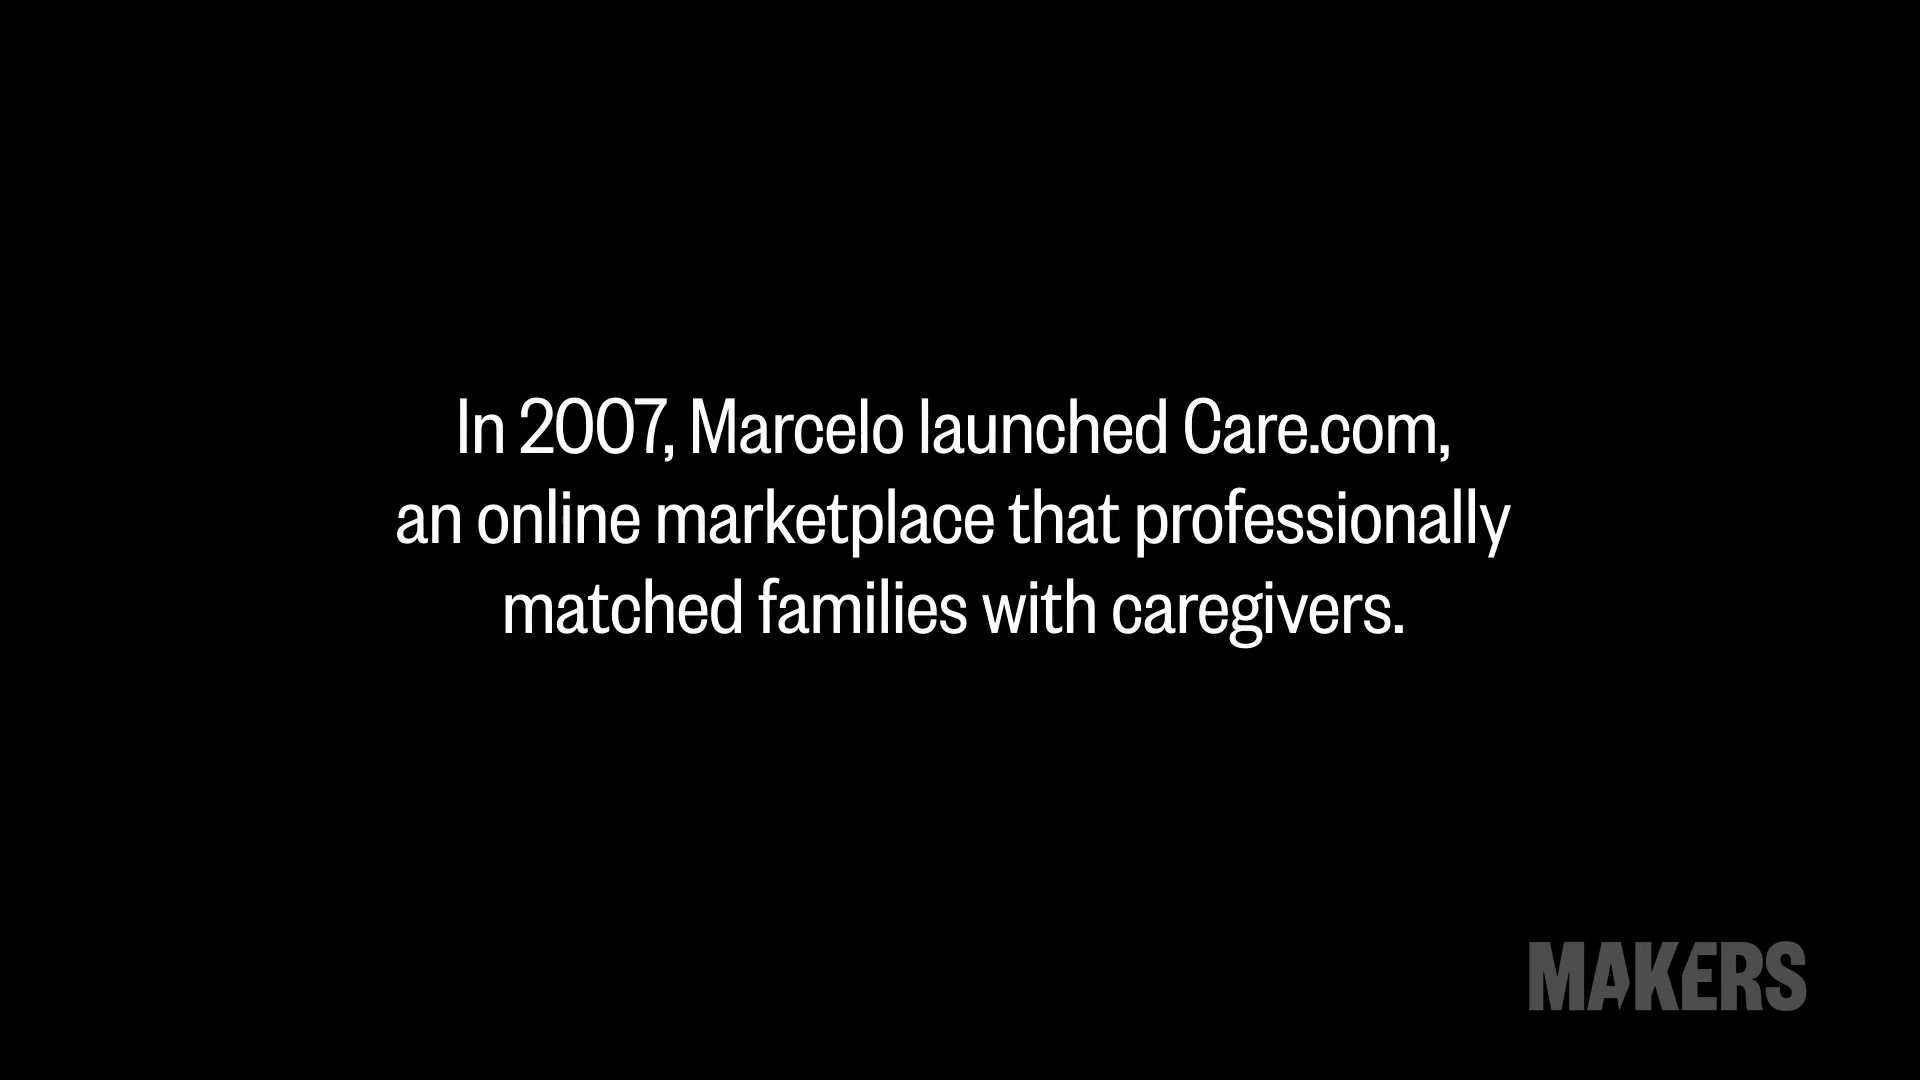 In 2007, Marcelo launched Care.com,
an online marketplace that professionally
matched families with caregivers.
MAKERS